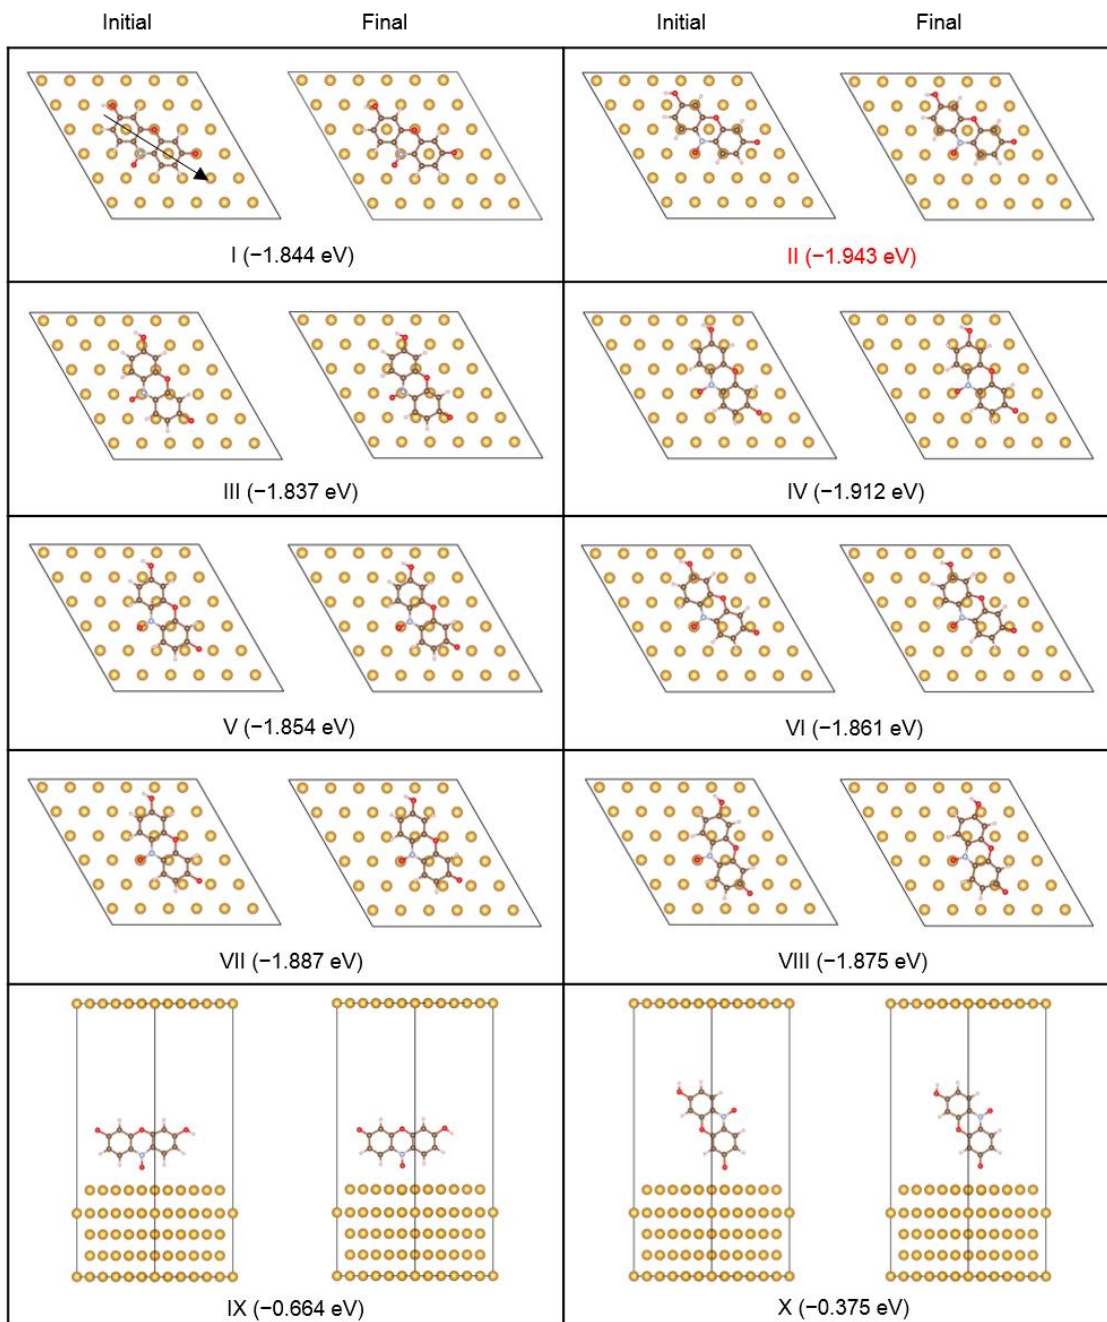 Initial Final Initial Final
I (−1.844 eV) II (−1.943 eV)
III (−1.837 eV) IV (−1.912 eV)
V (−1.854 eV) VI (−1.861 eV)
VII (−1.887 eV) VIII (−1.875 eV)
IX (−0.664 eV) X (−0.375 eV)